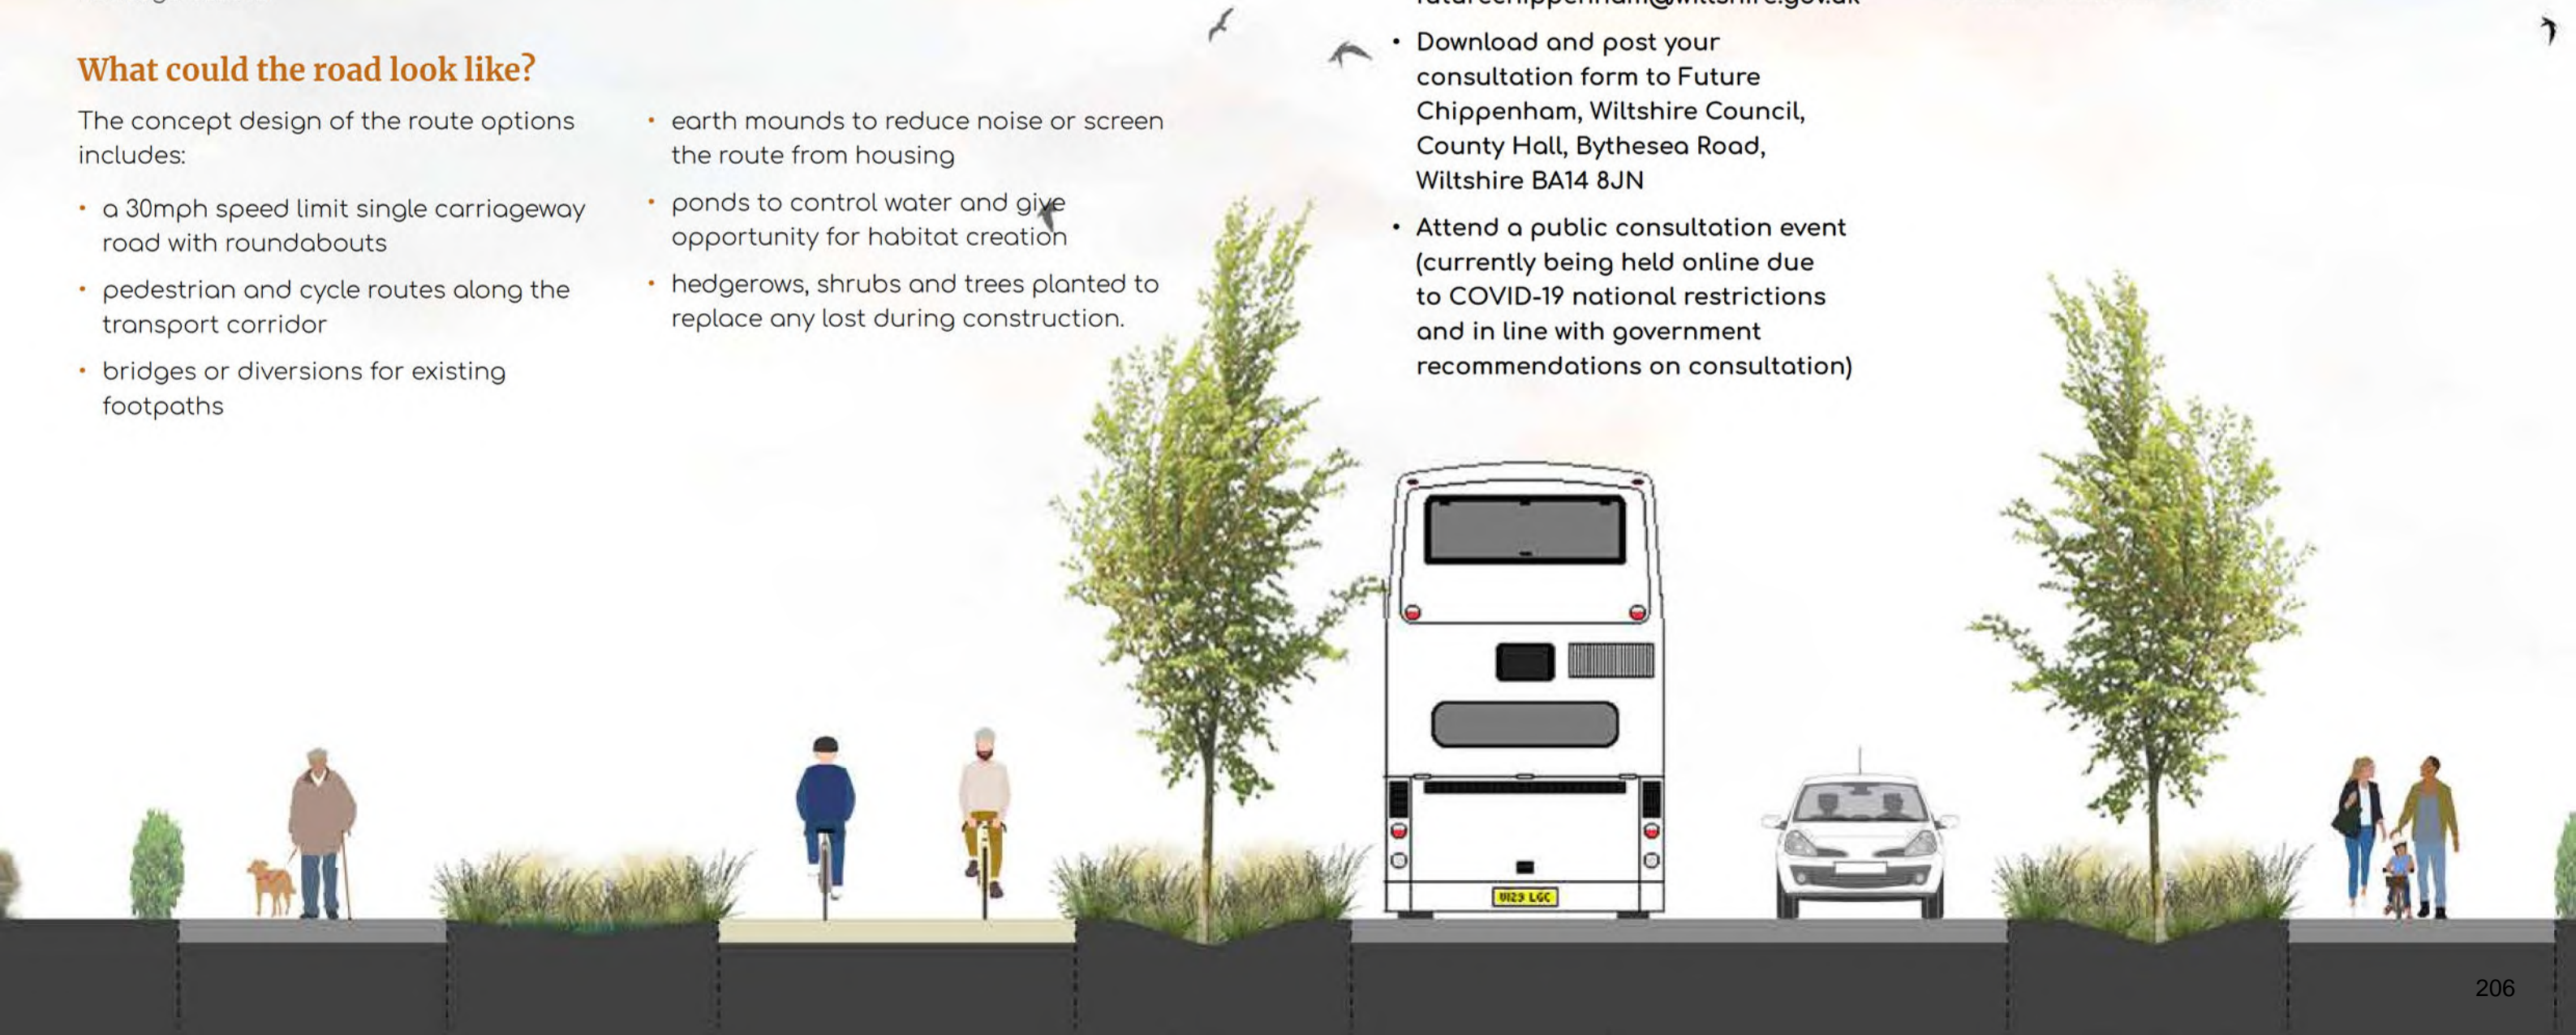 What could the road look like?
The concept design of the route options
includes:
• a 30mph speed limit single carriageway
road with roundabouts
• pedestrian and cycle routes along the
transport corridor
• bridges or diversions for existing
footpaths
• earth mounds to reduce noise or screen
the route from housing
• ponds to control water and give
opportunity for habitat creation
• hedgerows, shrubs and trees planted to
replace any lost during construction.
futurechippenham@wiltshire.gov.uk
• Download and post your
consultation form to Future
Chippenham, Wiltshire Council,
County Hall, Bythesea Road,
Wiltshire BA14 8JN
• Attend a public consultation event
(currently being held online due
to COVID-19 national restrictions
and in line with government
recommendations on consultation)
206